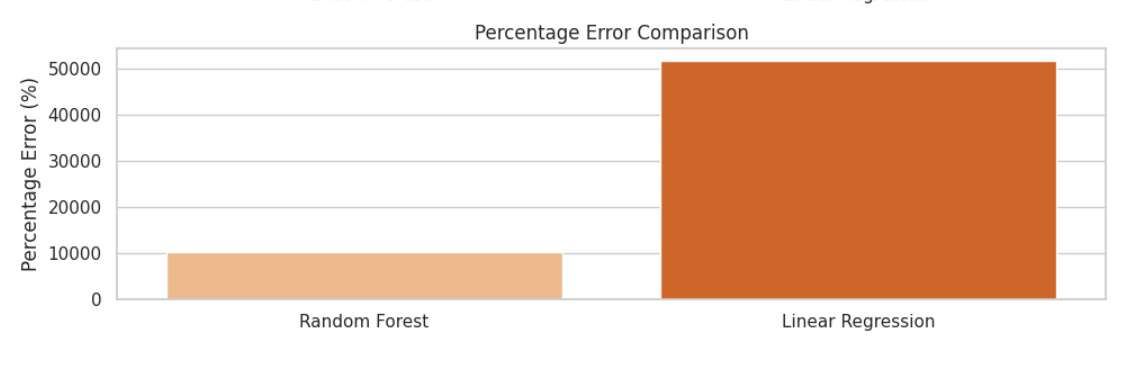 Percentage Error Comparison
Percentage Error (%)
50000
40000
30000
20000
10000
0
Random Forest
Linear Regression